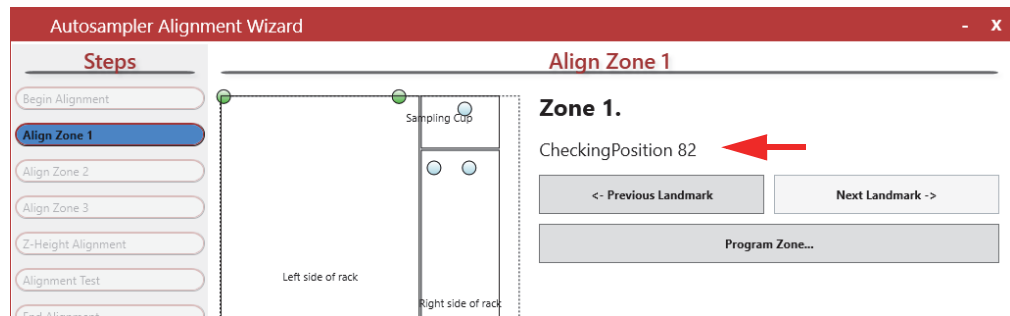 Autosampler Alignment Wizard - X
Steps
Begin Alignment
Align Zone 1
Align Zone 2
Align Zone 3
Z-Height Alignment
Alignment Test
End Alignment
Align Zone 1
Sampling Cup
Left side of rack
Right side of rack
Zone 1.
CheckingPosition 82
<- Previous Landmark
Next Landmark ->
Program Zone...